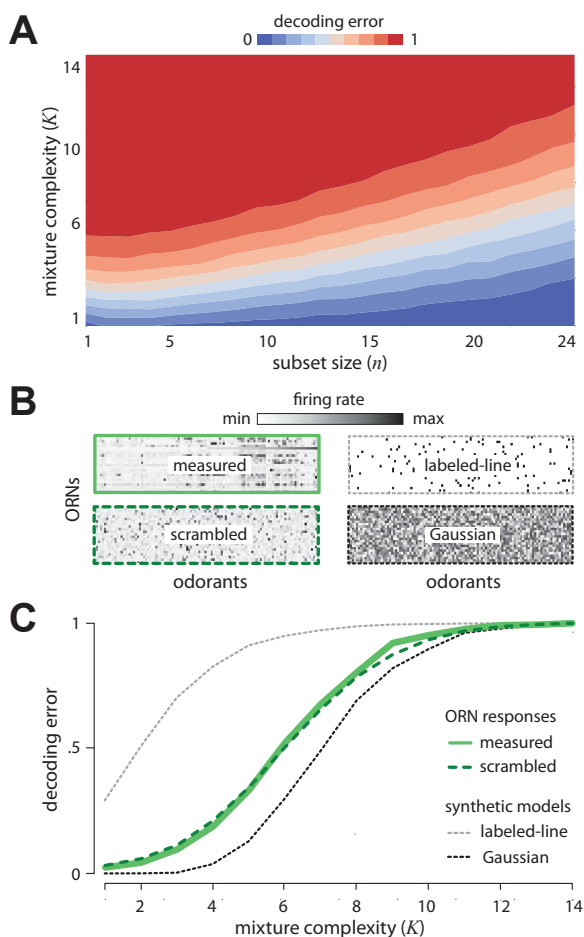 A
decoding error
0 1
mixture complexity (K)
14
10
6
1
1 5 10 15 20 24
subset size (n)
B
firing rate
min max
ORNs
measured
labeled-line
scrambled
Gaussian
odorants odorants
C
decoding error
1
.5
0
ORN responses
measured
scrambled
synthetic models
labeled-line
Gaussian
2 4 6 8 10 12 14
mixture complexity (K)